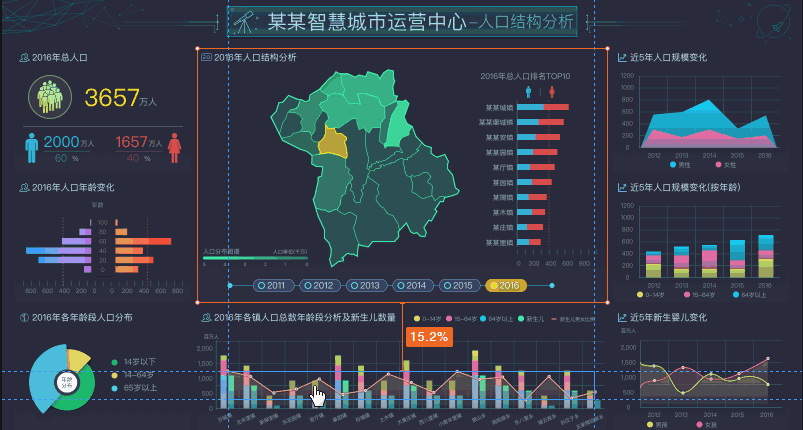 某某智慧城市运营中心–人口结构分析
2016年总人口
3657万人
2000万人
60 %
1657万人
40 %
2016年人口年龄变化
年龄
100
80
60
40
20
0
800 600 400 200 0 0 200 400 600 800
2016年各年龄段人口分布
年龄
分布
14岁以下
14-64岁
65岁以上
2016年人口结构分析
2016年总人口排名TOP10
某某城镇
某某渠城镇
某某安镇
某某园镇
某厅镇
某园镇
某珊镇
某木镇
某庄镇
某某里镇
0 200 400 600 800
人口分布密度
人口单位(千万)
2011
2012
2013
2014
2015
2016
15.2%
2016年各镇人口总数年龄段分析及新生儿数量
0-14岁
15-64岁
64岁以上
新生儿
百万人
2,000
1,500
1,000
500
0
近5年人口规模变化
1200
1000
800
600
400
200
0
2012 2013 2014 2015 2016
男性
女性
近5年人口规模变化(按年龄)
1200
1000
800
600
400
200
0
2012 2013 2014 2015 2016
0-14岁
15-64岁
64岁以上
近5年新生婴儿变化
百万人
2,000
1,500
1,000
500
0
2012 2013 2014 2015 2016
男孩
女孩